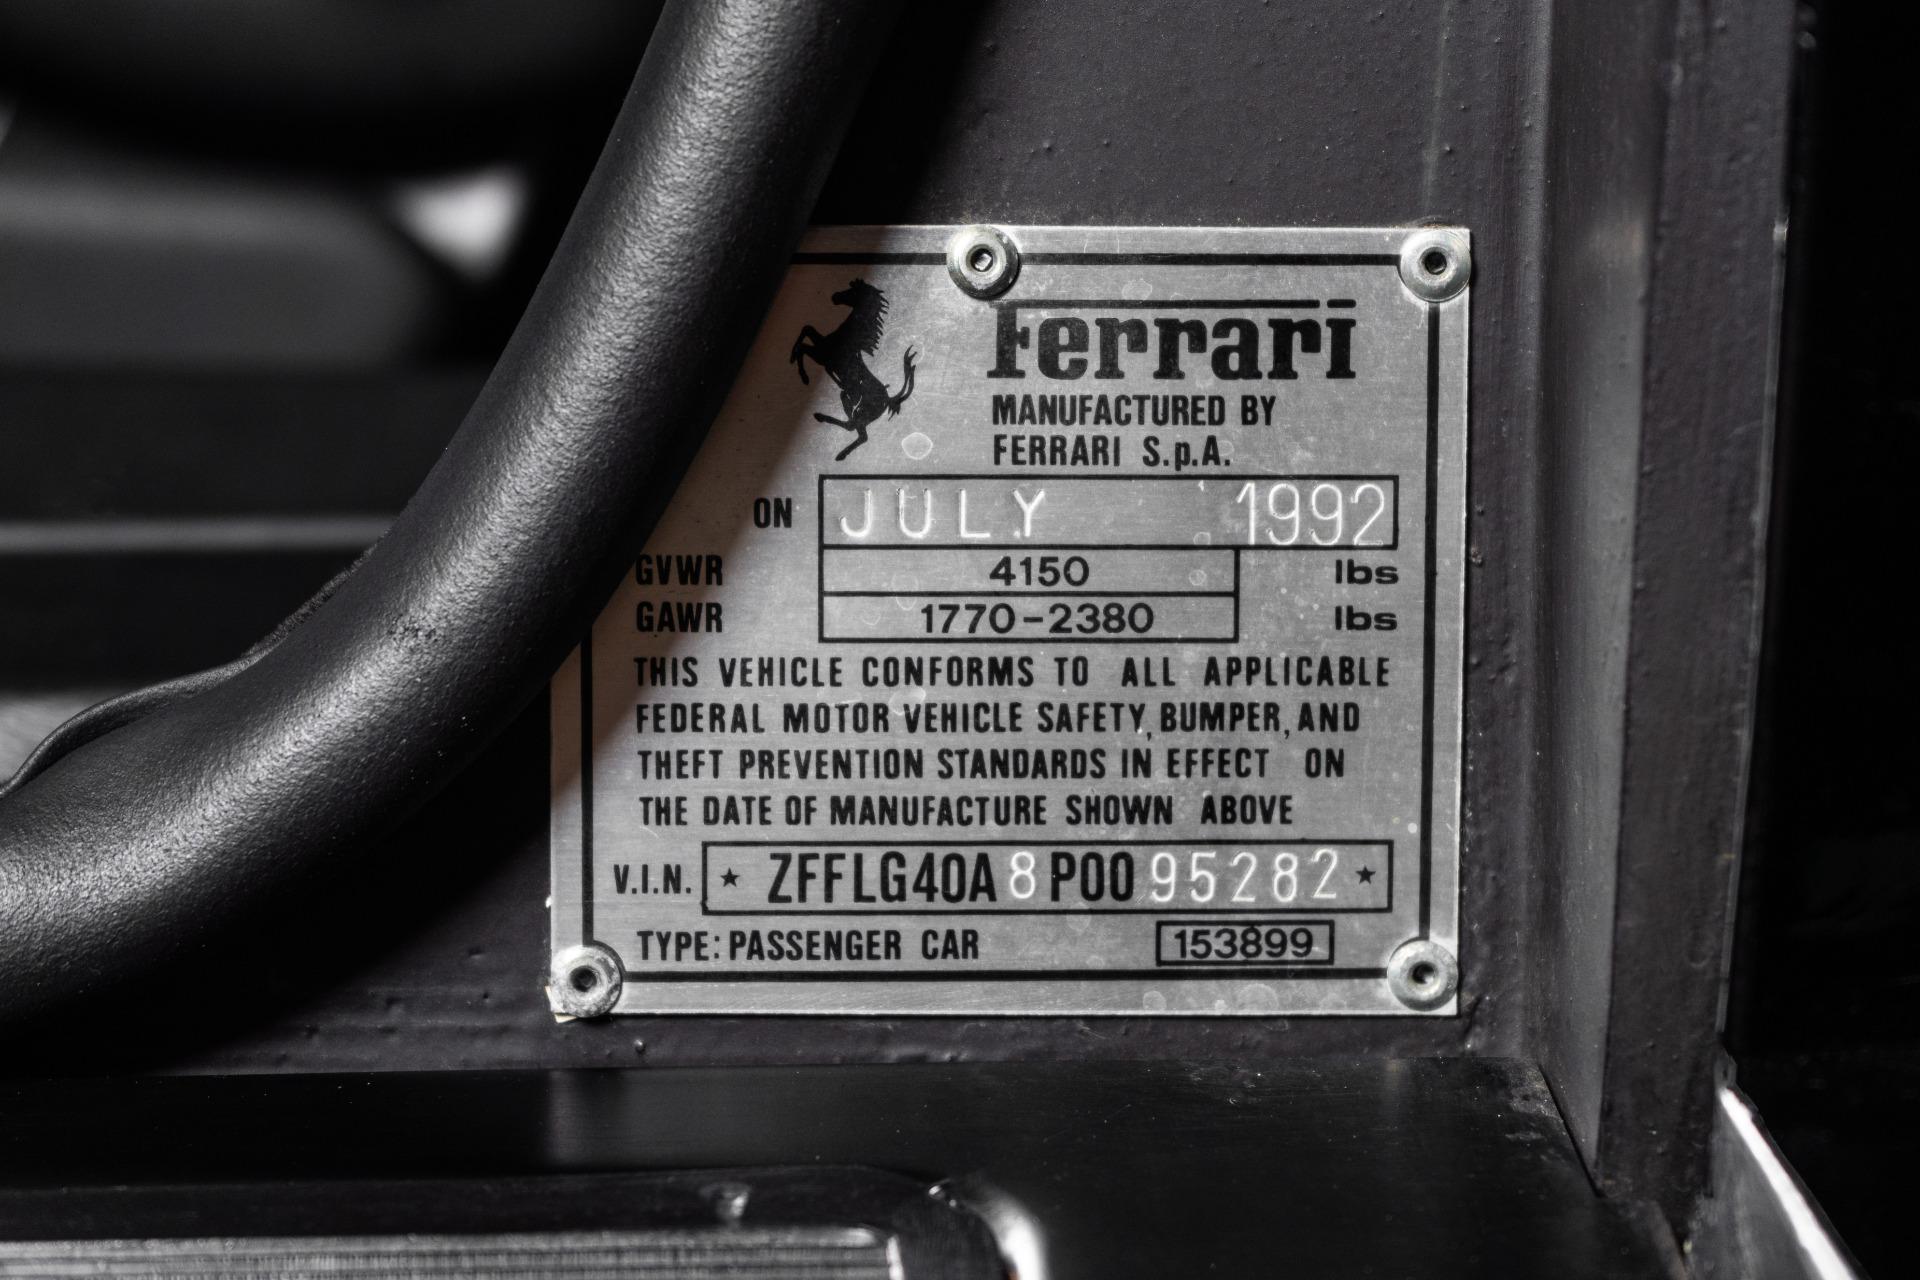 Ferrari
MANUFACTURED BY
FERRARI S.p.A.
ON JULY 1992
GVWR 4150 lbs
GAWR 1770-2380 lbs
THIS VEHICLE CONFORMS TO ALL APPLICABLE
FEDERAL MOTOR VEHICLE SAFETY, BUMPER, AND
THEFT PREVENTION STANDARDS IN EFFECT ON
THE DATE OF MANUFACTURE SHOWN ABOVE
V.I.N. ★ ZFFLG40A8P0095282 ★
TYPE: PASSENGER CAR 153899